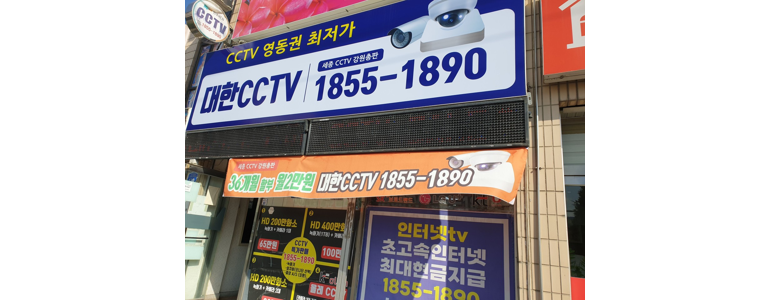 CCTV
CCTV 영동권 최저가
세종 CCTV 강원총판
대한CCTV 1855-1890
세종 CCTV 강원총판
36개월 할부 월2만원 대한CCTV 1855-1890
HD 200만화소
HD 400만
65만원
100만
CCTV
1855-1890
HD 200만화소
인터넷tv
초고속인터넷
최대현금지급
1855-1890